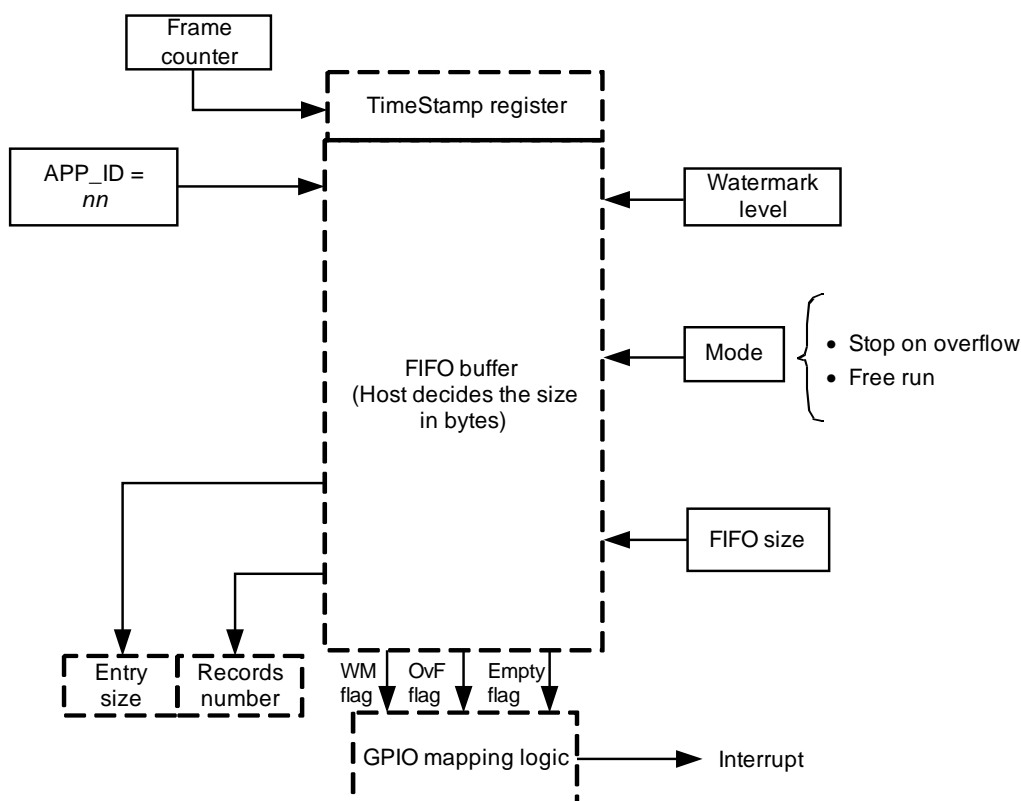 Frame
counter
TimeStamp register
APP_ID =
nn
Watermark
level
Mode
• Stop on overflow
• Free run
FIFO buffer
(Host decides the size
in bytes)
FIFO size
Entry
size
Records
number
WM
flag
OvF
flag
Empty
flag
GPIO mapping logic
Interrupt